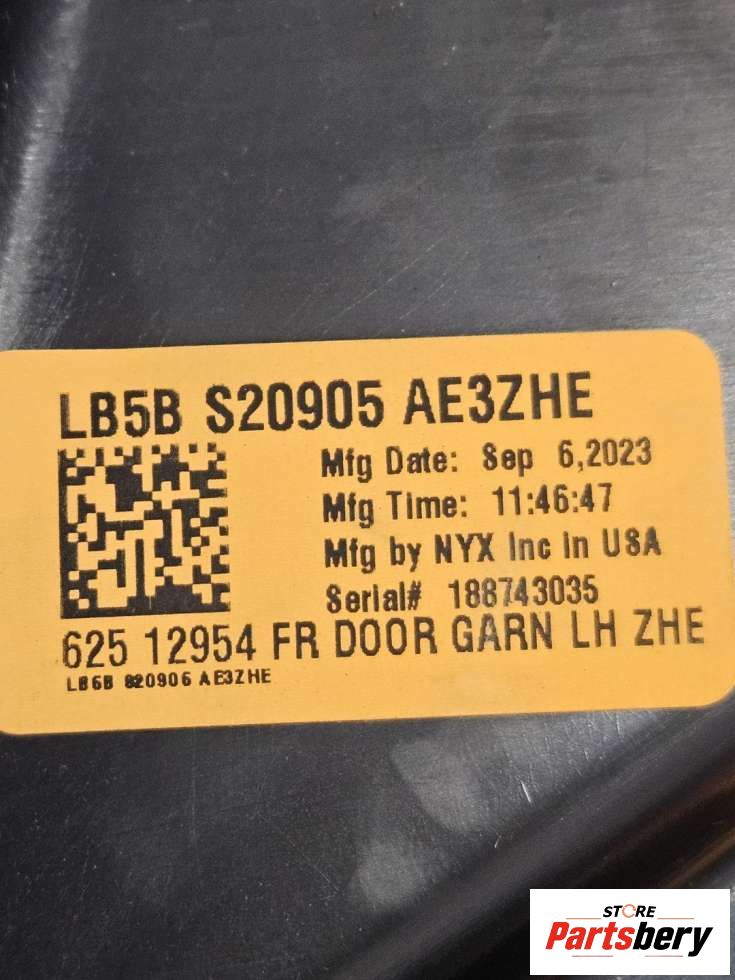 LB5B S20905 AE3ZHE
Mfg Date: Sep 6,2023
Mfg Time: 11:46:47
Mfg by NYX Inc in USA
Serial# 188743035
625 12954 FR DOOR GARN LH ZHE
LB5B S20905 AE3ZHE
STORE
Partsbery